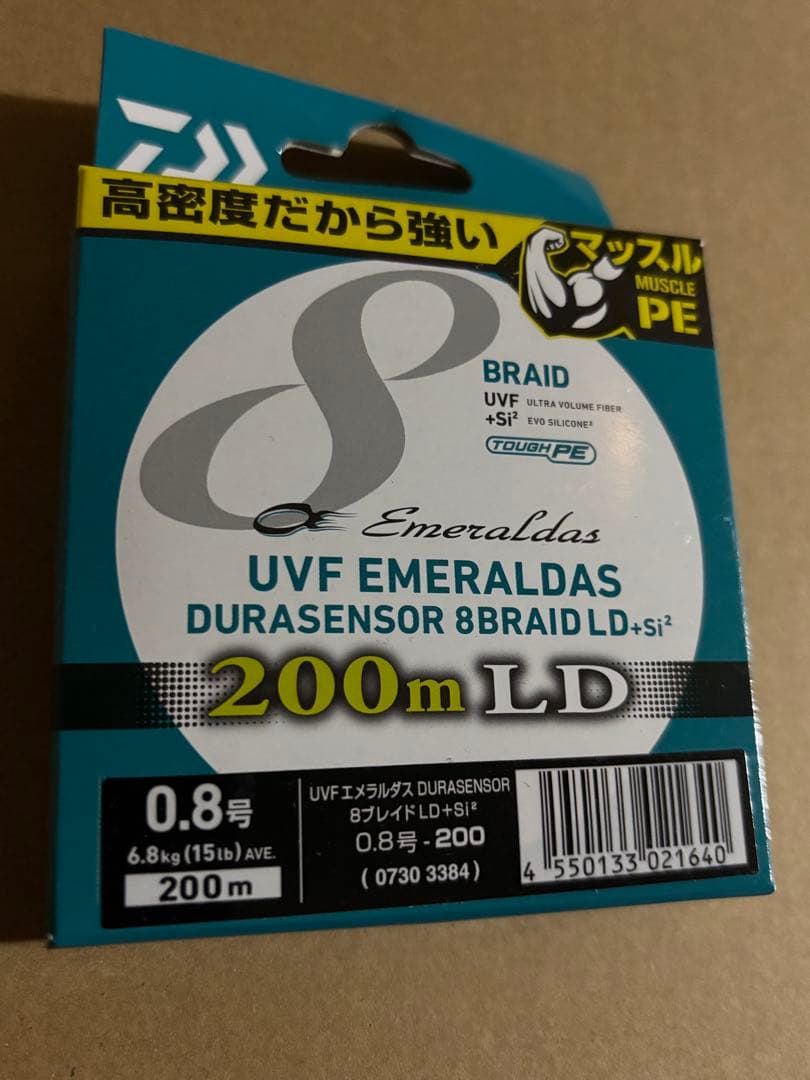 高密度だから強い
マッスル
MUSCLE
PE
8
BRAID
UVF ULTRA VOLUME FIBER
+Si² EVO SILICONE²
TOUGH PE
Emeraldas
UVF EMERALDAS
DURASENSOR 8BRAID LD+Si²
200m LD
0.8号
6.8kg (15lb) AVE.
200m
UVFエメラルダス DURASENSOR
8ブレイドLD+Si²
0.8号-200
( 0730 3384 )
4 550133 021640